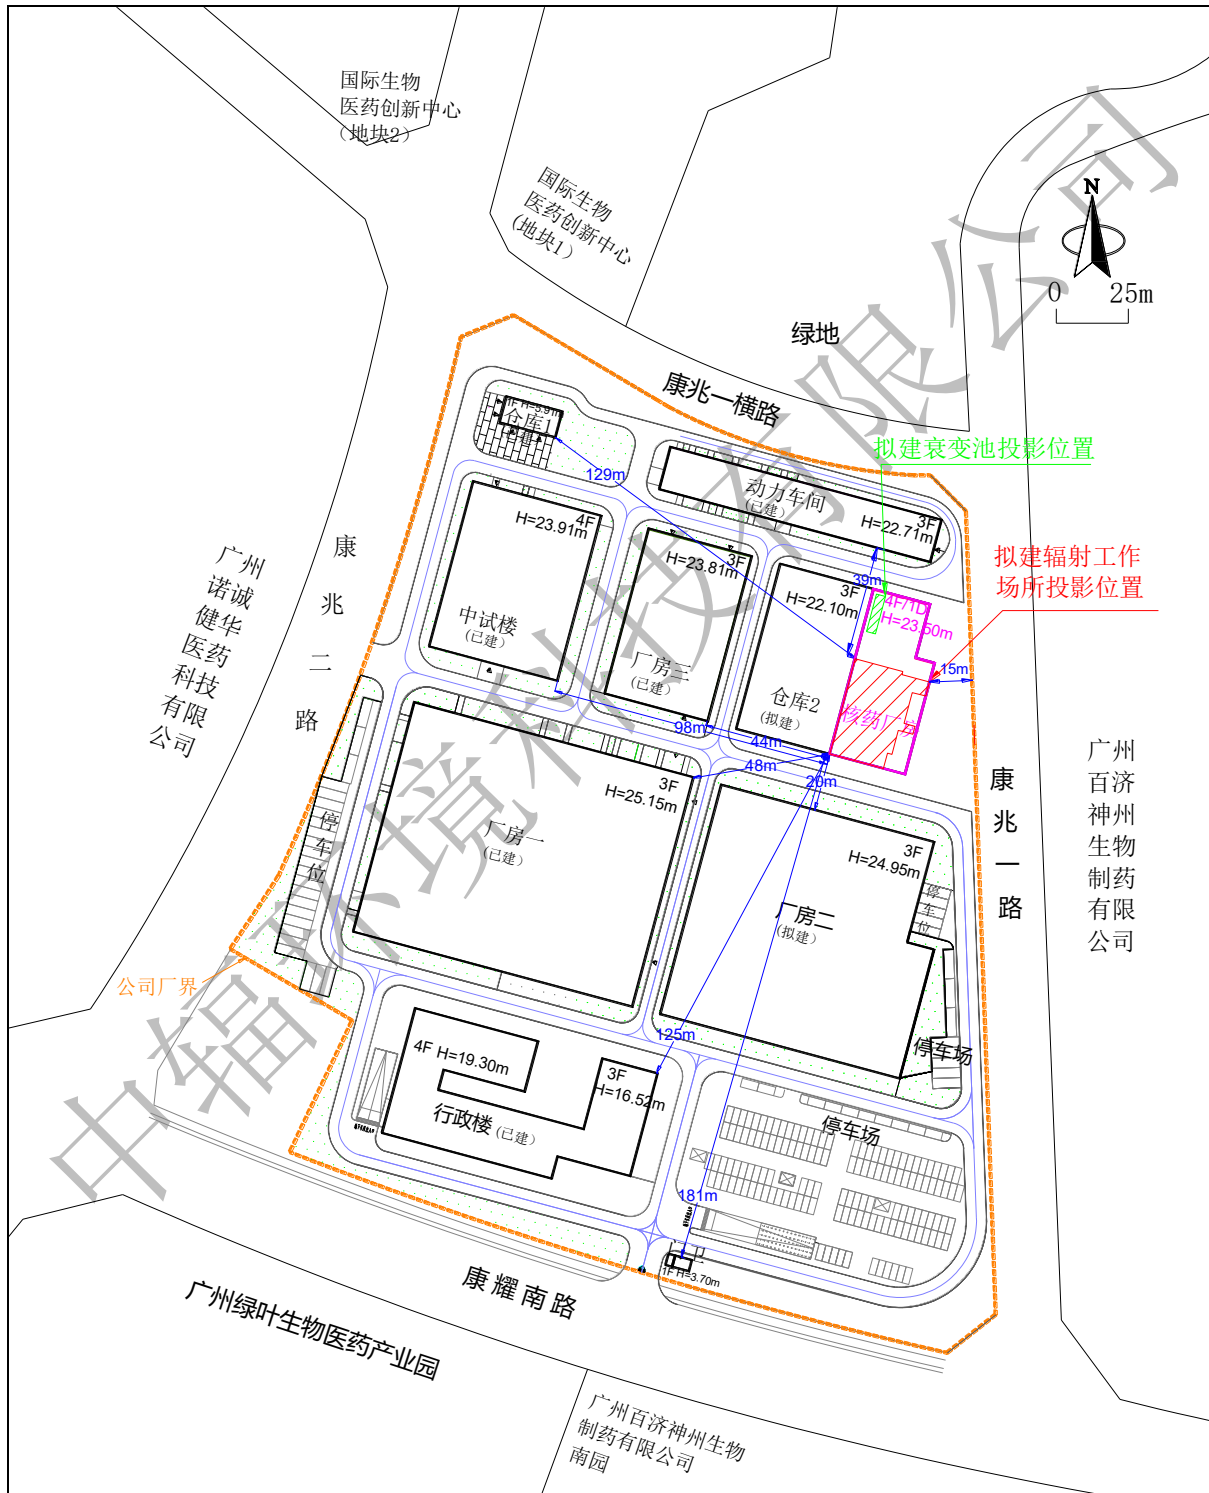 国际生物
医药创新中心
(地块2)
国际生物
医药创新中心
(地块1)
N
0 25m
绿地
康兆一横路
拟建衰变池投影位置
1F H=5.9m
仓库1
(已建)
129m
动力车间
(已建)
3F
H=22.71m
4F
H=23.91m
中试楼
(已建)
3F
H=23.81m
厂房三
(已建)
39m
3F
H=22.10m
仓库2
(拟建)
4F/1D
H=23.50m
核药厂房
15m
拟建辐射工作
场所投影位置
广州
诺诚
健华
医药
科技
有限
公司
康兆二路
98m
44m
48m
20m
3F
H=25.15m
厂房一
(已建)
停车位
3F
H=24.95m
厂房二
(拟建)
停车位
康兆一路
广州
百济
神州
生物
制药
有限
公司
公司厂界
125m
4F H=19.30m
3F
H=16.52m
行政楼(已建)
停车场
停车场
181m
1F H=3.70m
康耀南路
广州绿叶生物医药产业园
广州百济神州生物
制药有限公司
南园
中辐环境科技有限公司